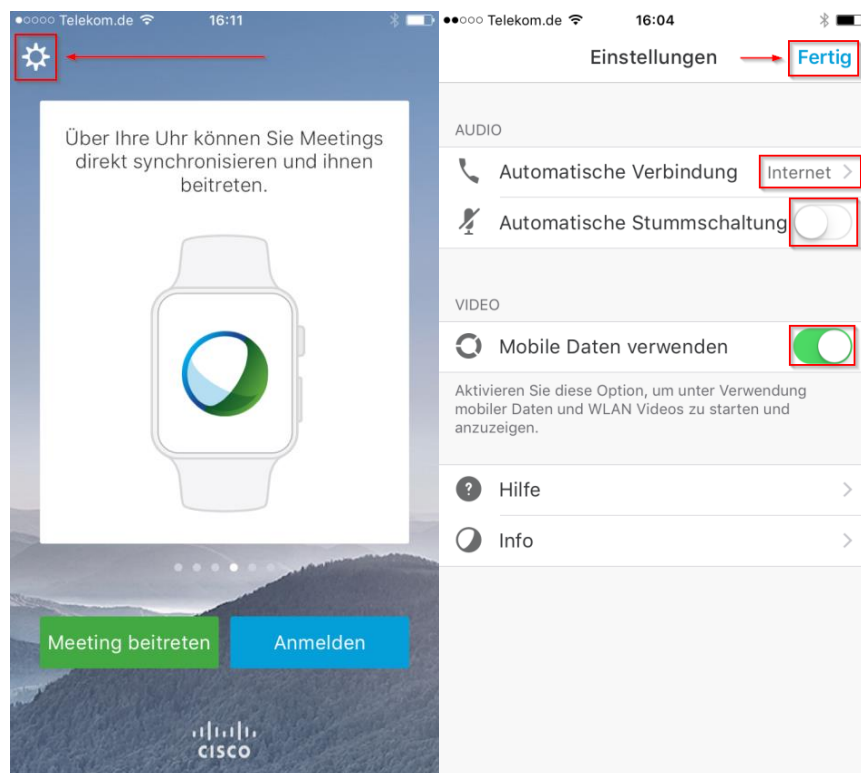 Telekom.de 16:11
Über Ihre Uhr können Sie Meetings
direkt synchronisieren und ihnen
beitreten.
Meeting beitreten
Anmelden
CISCO
Telekom.de 16:04
Einstellungen
Fertig
AUDIO
Automatische Verbindung
Internet
Automatische Stummschaltung
VIDEO
Mobile Daten verwenden
Aktivieren Sie diese Option, um unter Verwendung
mobiler Daten und WLAN Videos zu starten und
anzuzeigen.
Hilfe
Info